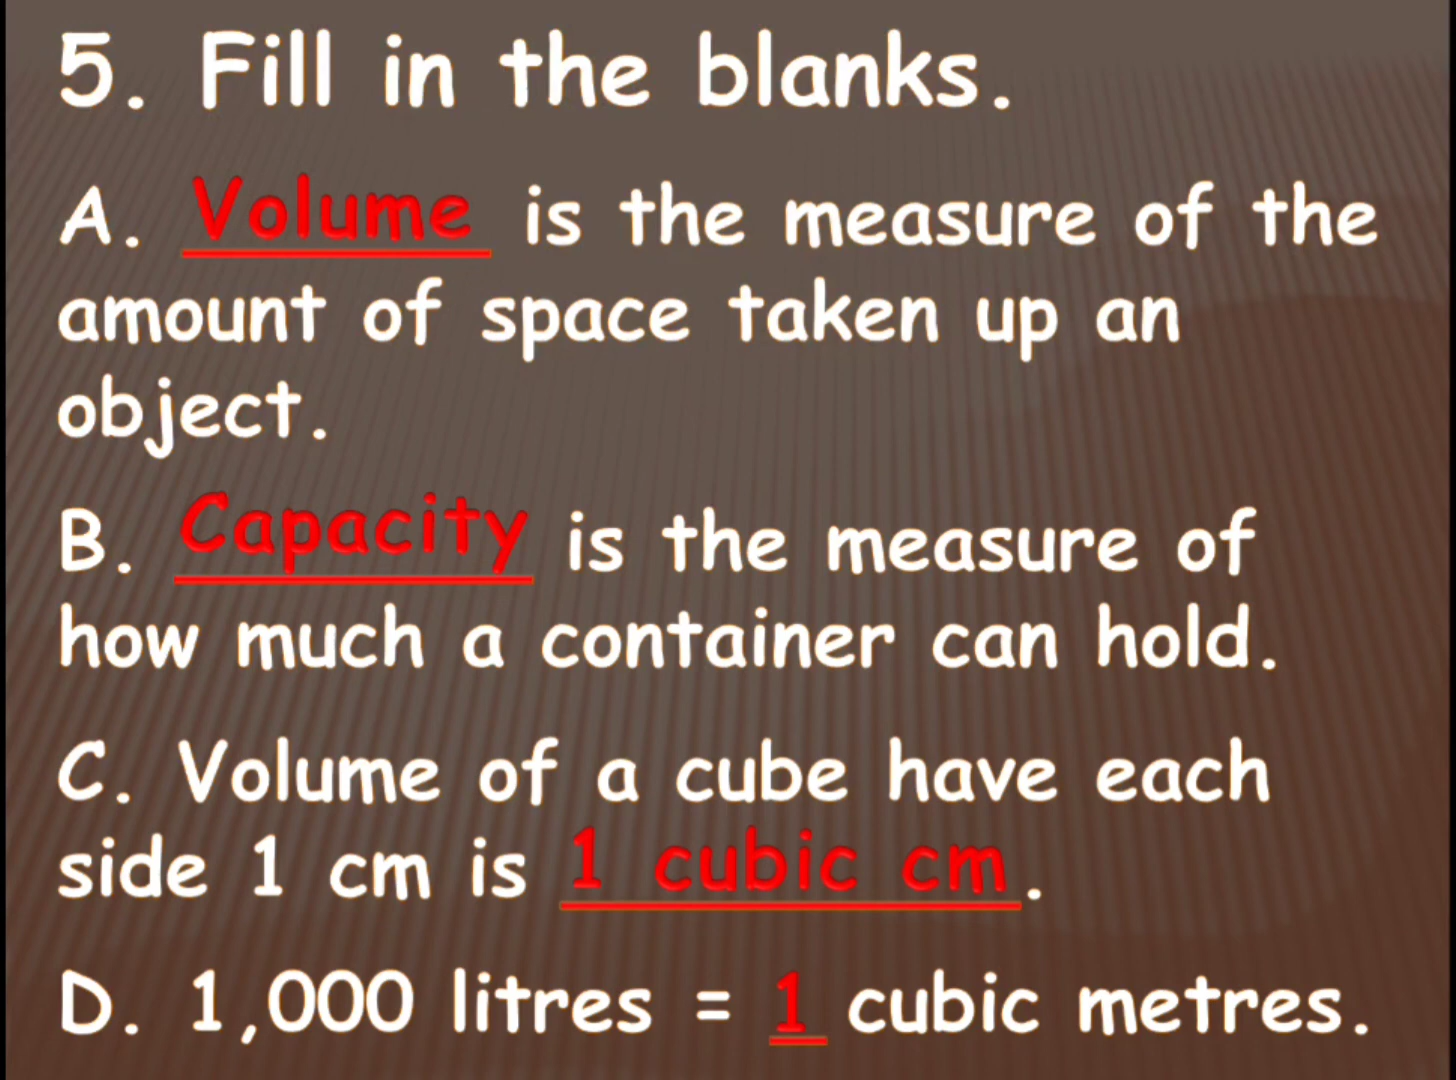 5. Fill in the blanks.
A. Volume is the measure of the
amount of space taken up an
object.
B. Capacity is the measure of
how much a container can hold.
C. Volume of a cube have each
side 1 cm is 1 cubic cm.
D. 1,000 litres = 1 cubic metres.